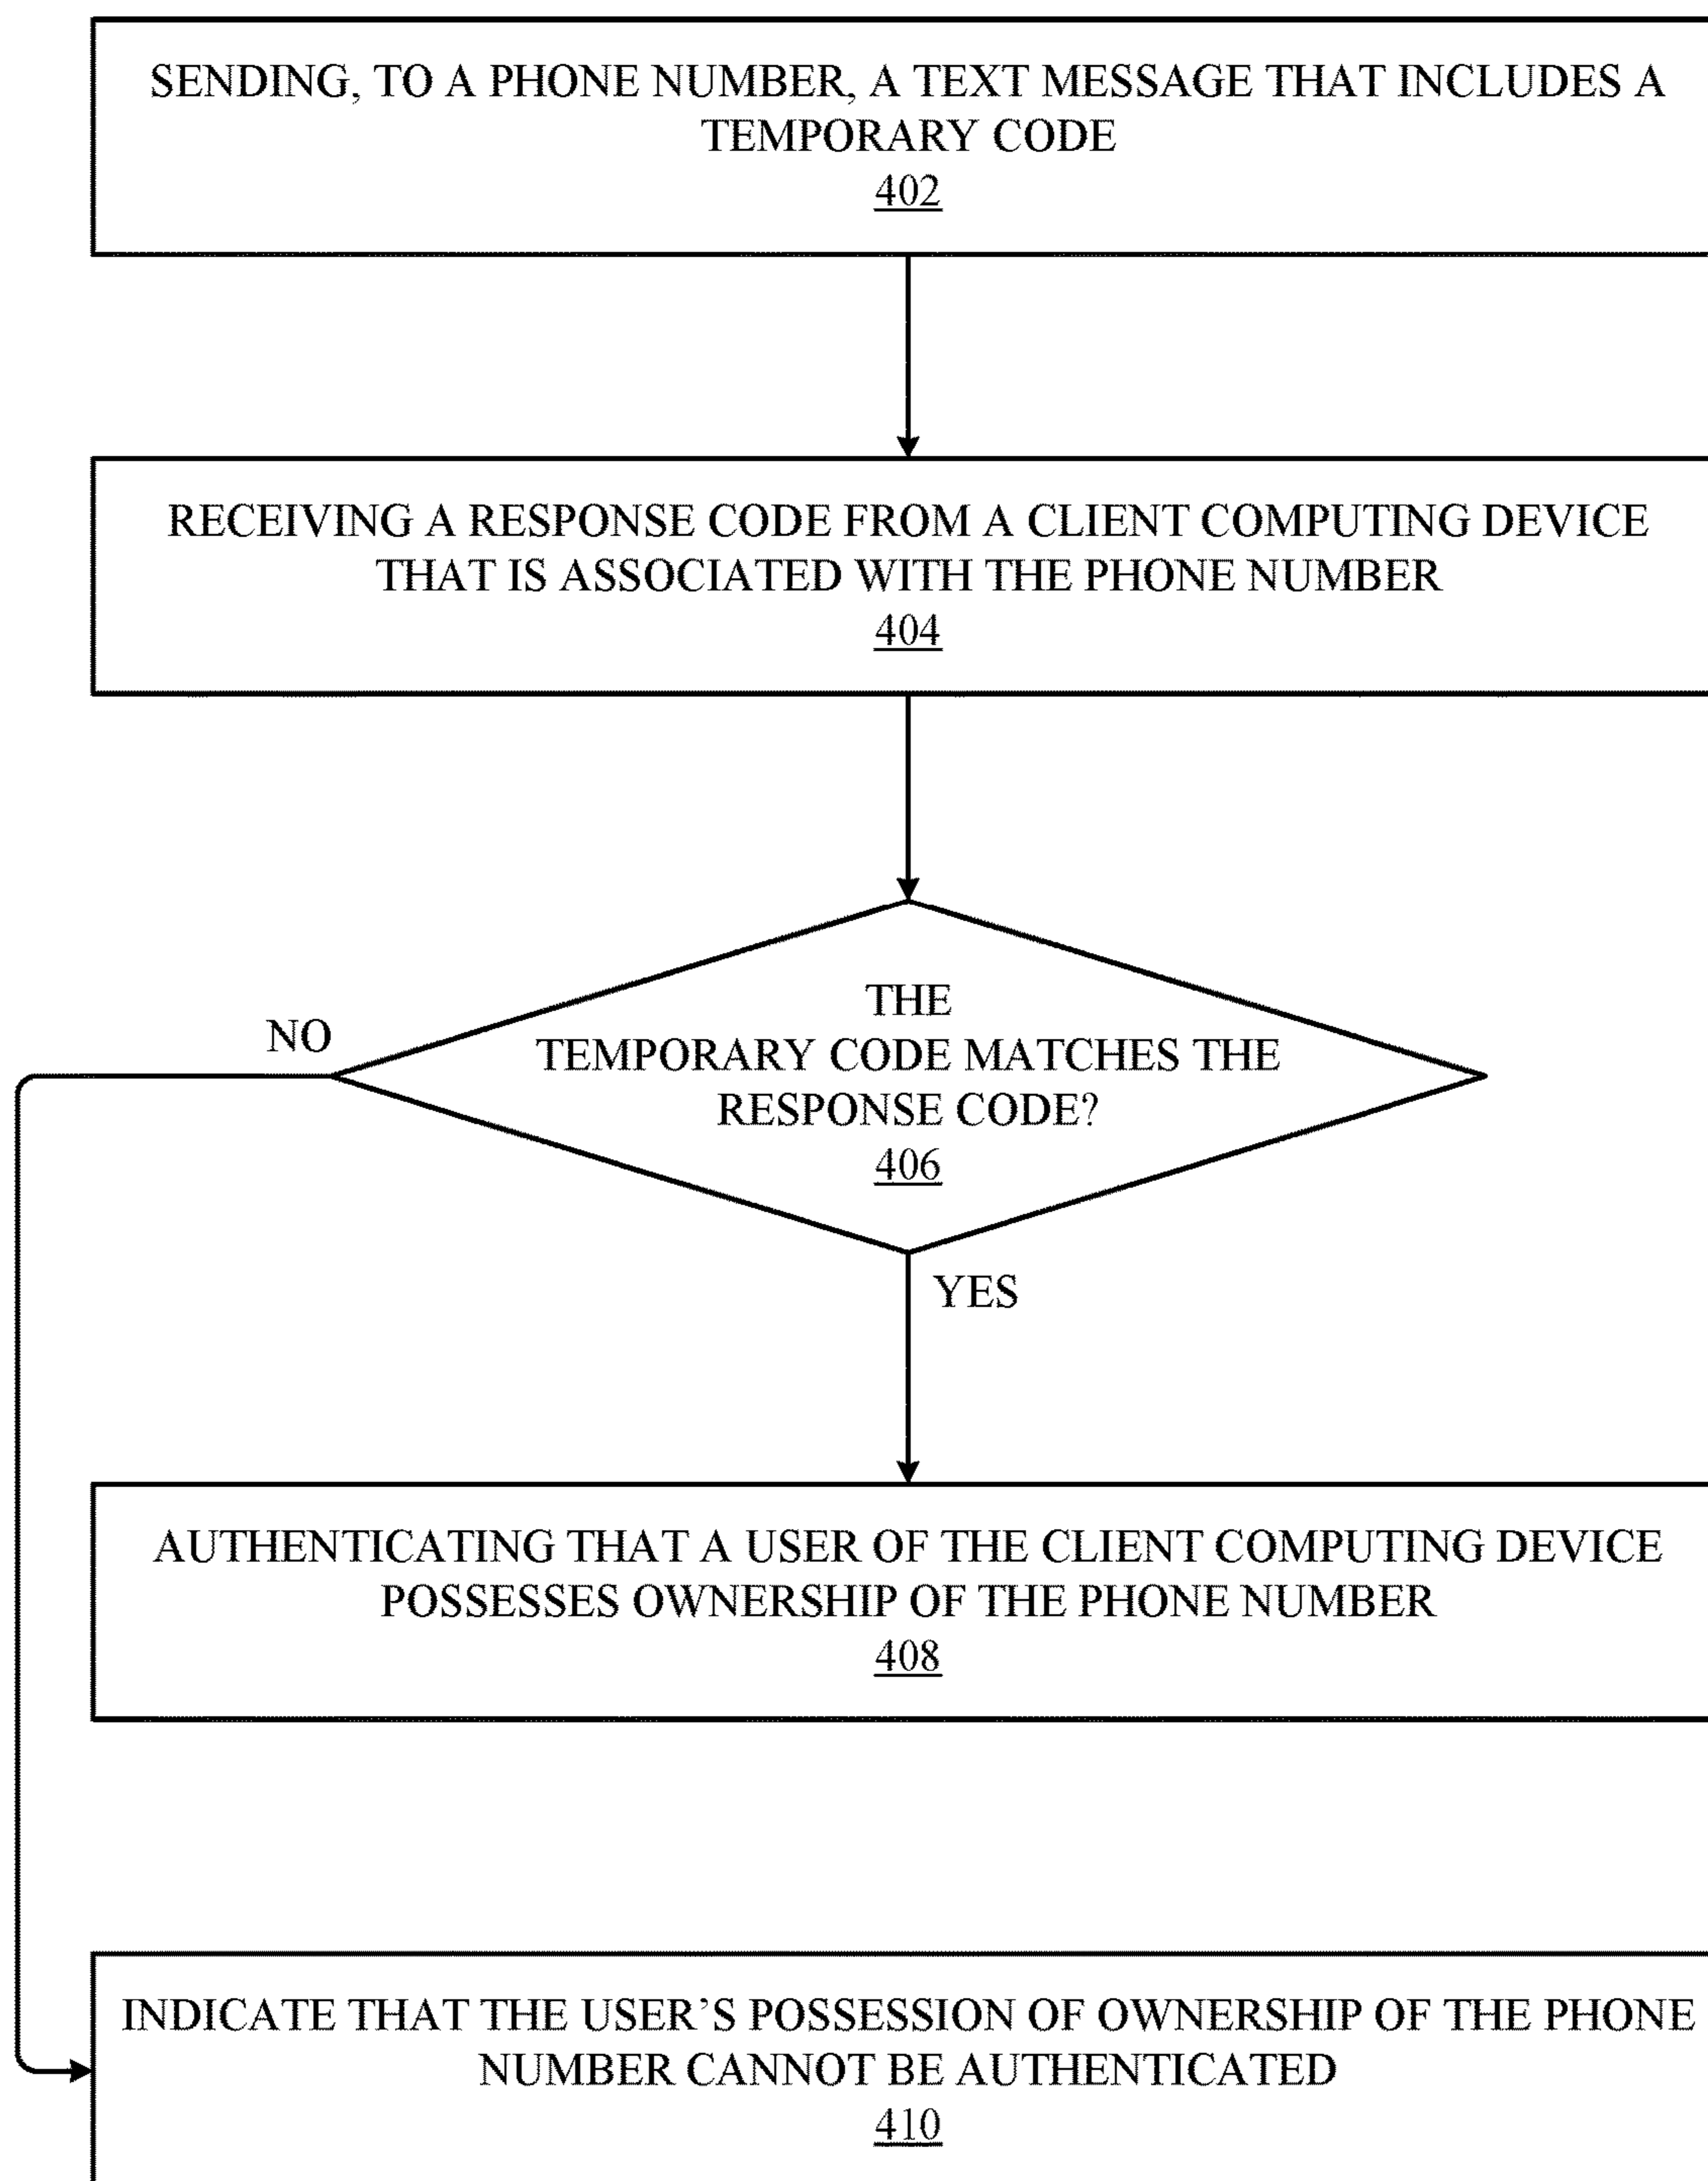 SENDING, TO A PHONE NUMBER, A TEXT MESSAGE THAT INCLUDES A
TEMPORARY CODE
402
RECEIVING A RESPONSE CODE FROM A CLIENT COMPUTING DEVICE
THAT IS ASSOCIATED WITH THE PHONE NUMBER
404
THE
NO
TEMPORARY CODE MATCHES THE
RESPONSE CODE?
406
YES
AUTHENTICATING THAT A USER OF THE CLIENT COMPUTING DEVICE
POSSESSES OWNERSHIP OF THE PHONE NUMBER
408
INDICATE THAT THE USER’S POSSESSION OF OWNERSHIP OF THE PHONE
NUMBER CANNOT BE AUTHENTICATED
410